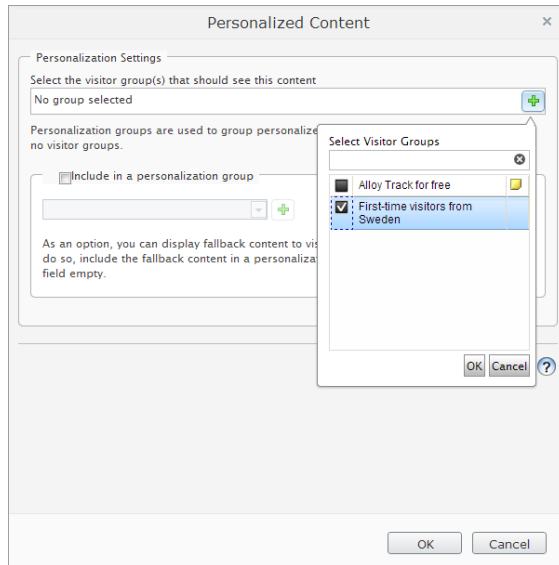 Personalized Content
Personalization Settings
Select the visitor group(s) that should see this content
No group selected
Personalization groups are used to group personalize
no visitor groups.
Select Visitor Groups
Include in a personalization group
Alloy Track for free
First-time visitors from
Sweden
As an option, you can display fallback content to vis
do so, include the fallback content in a personaliza
field empty.
OK
Cancel
?
OK
Cancel